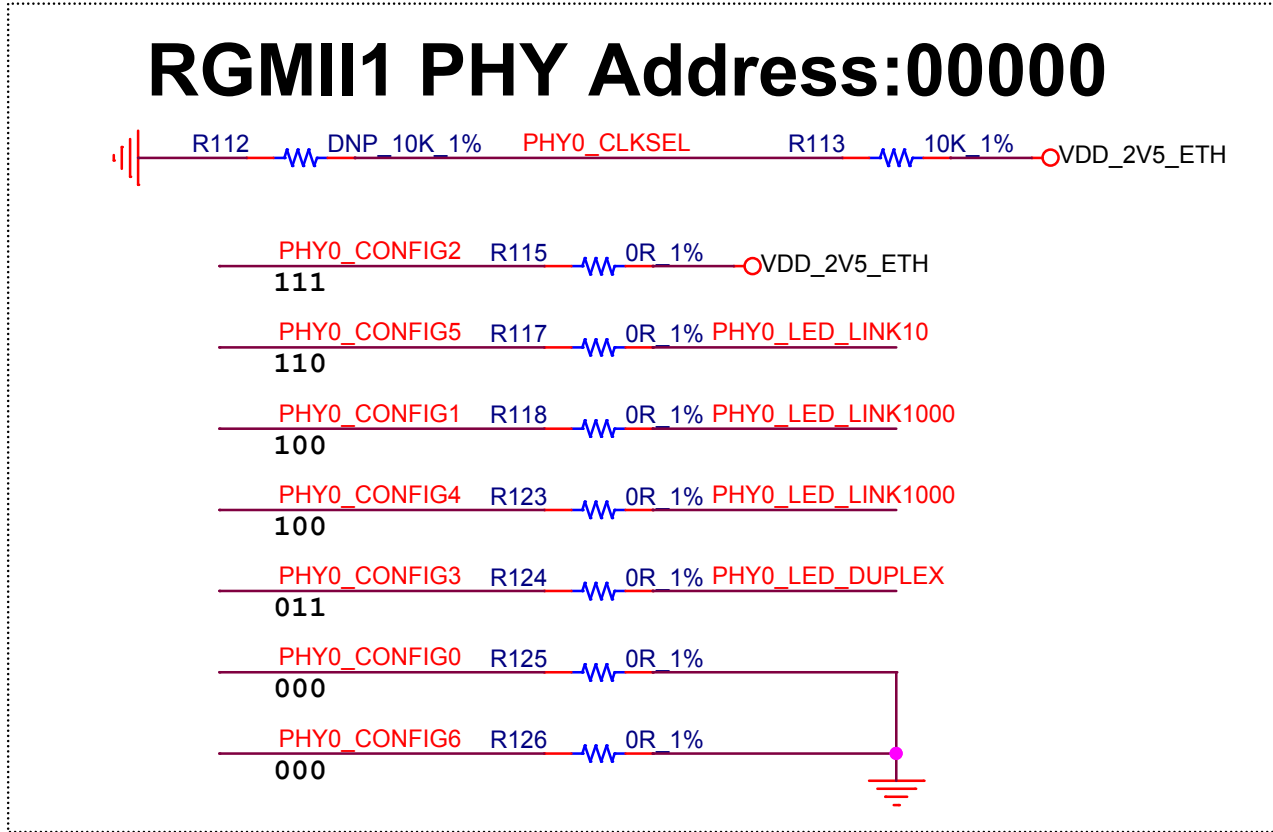 RGMII1 PHY Address:00000
R112 DNP_10K_1% PHY0_CLKSEL R113 10K_1% VDD_2V5_ETH
PHY0_CONFIG2 R115 0R_1% VDD_2V5_ETH
111
PHY0_CONFIG5 R117 0R_1% PHY0_LED_LINK10
110
PHY0_CONFIG1 R118 0R_1% PHY0_LED_LINK1000
100
PHY0_CONFIG4 R123 0R_1% PHY0_LED_LINK1000
100
PHY0_CONFIG3 R124 0R_1% PHY0_LED_DUPLEX
011
PHY0_CONFIG0 R125 0R_1%
000
PHY0_CONFIG6 R126 0R_1%
000